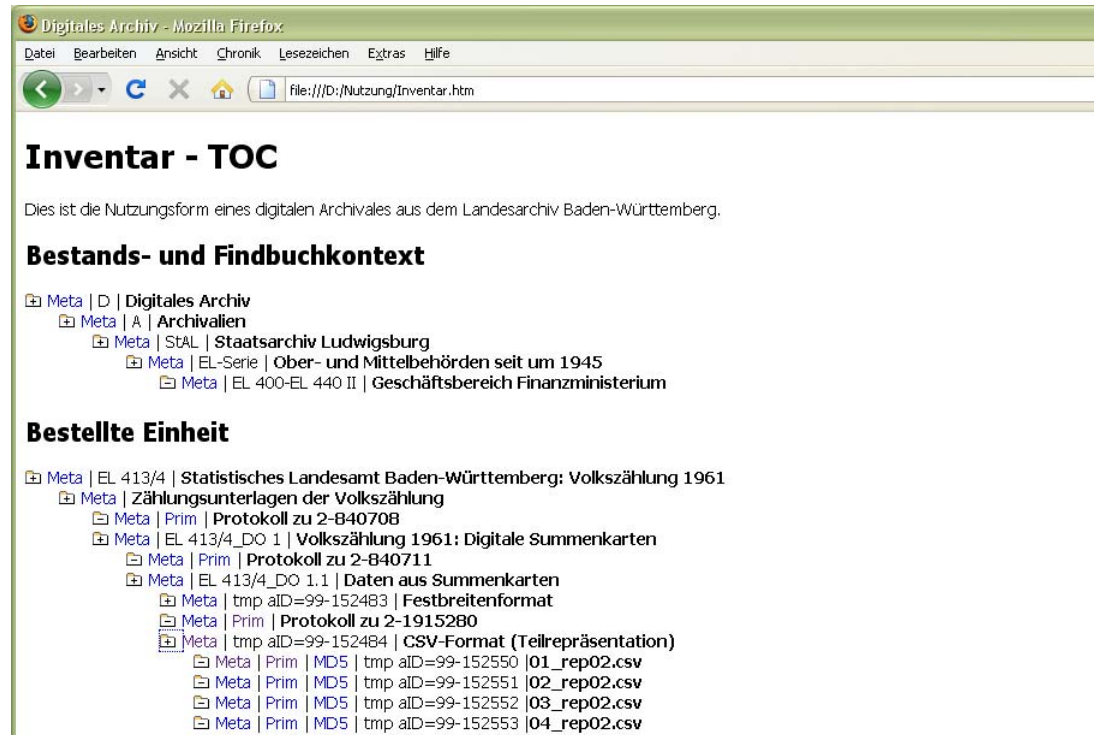 Digitales Archiv - Mozilla Firefox
Datei Bearbeiten Ansicht Chronik Lesezeichen Extras Hilfe
file:///D:/Nutzung/Inventar.htm
Inventar - TOC
Dies ist die Nutzungsform eines digitalen Archivales aus dem Landesarchiv Baden-Württemberg.
Bestands- und Findbuchkontext
Meta | D | Digitales Archiv
Meta | A | Archivalien
Meta | StAL | Staatsarchiv Ludwigsburg
Meta | EL-Serie | Ober- und Mittelbehörden seit um 1945
Meta | EL 400-EL 440 II | Geschäftsbereich Finanzministerium
Bestellte Einheit
Meta | EL 413/4 | Statistisches Landesamt Baden-Württemberg: Volkszählung 1961
Meta | Zählungsunterlagen der Volkszählung
Meta | Prim | Protokoll zu 2-840708
Meta | EL 413/4_DO 1 | Volkszählung 1961: Digitale Summenkarten
Meta | Prim | Protokoll zu 2-840711
Meta | EL 413/4_DO 1.1 | Daten aus Summenkarten
Meta | tmp aID=99-152483 | Festbreitenformat
Meta | Prim | Protokoll zu 2-1915280
Meta | tmp aID=99-152484 | CSV-Format (Teilrepräsentation)
Meta | Prim | MD5 | tmp aID=99-152550 |01_rep02.csv
Meta | Prim | MD5 | tmp aID=99-152551 |02_rep02.csv
Meta | Prim | MD5 | tmp aID=99-152552 |03_rep02.csv
Meta | Prim | MD5 | tmp aID=99-152553 |04_rep02.csv